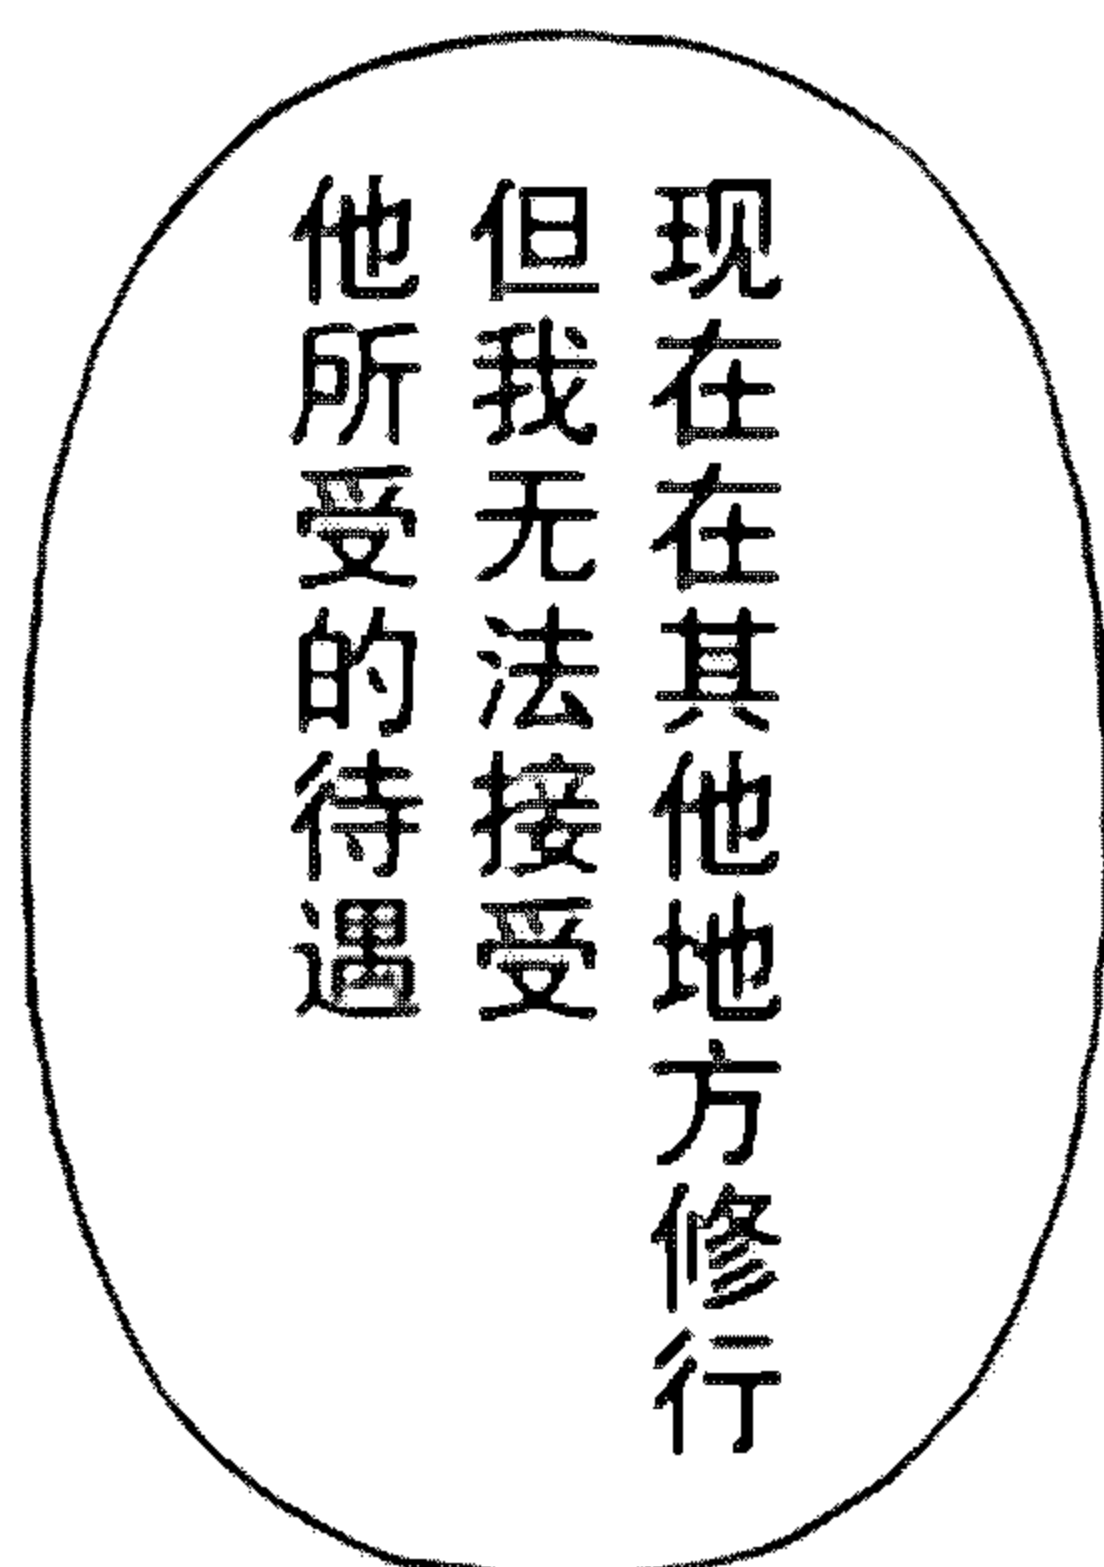 现在在其他地方修行
但我无法接受
他所受的待遇